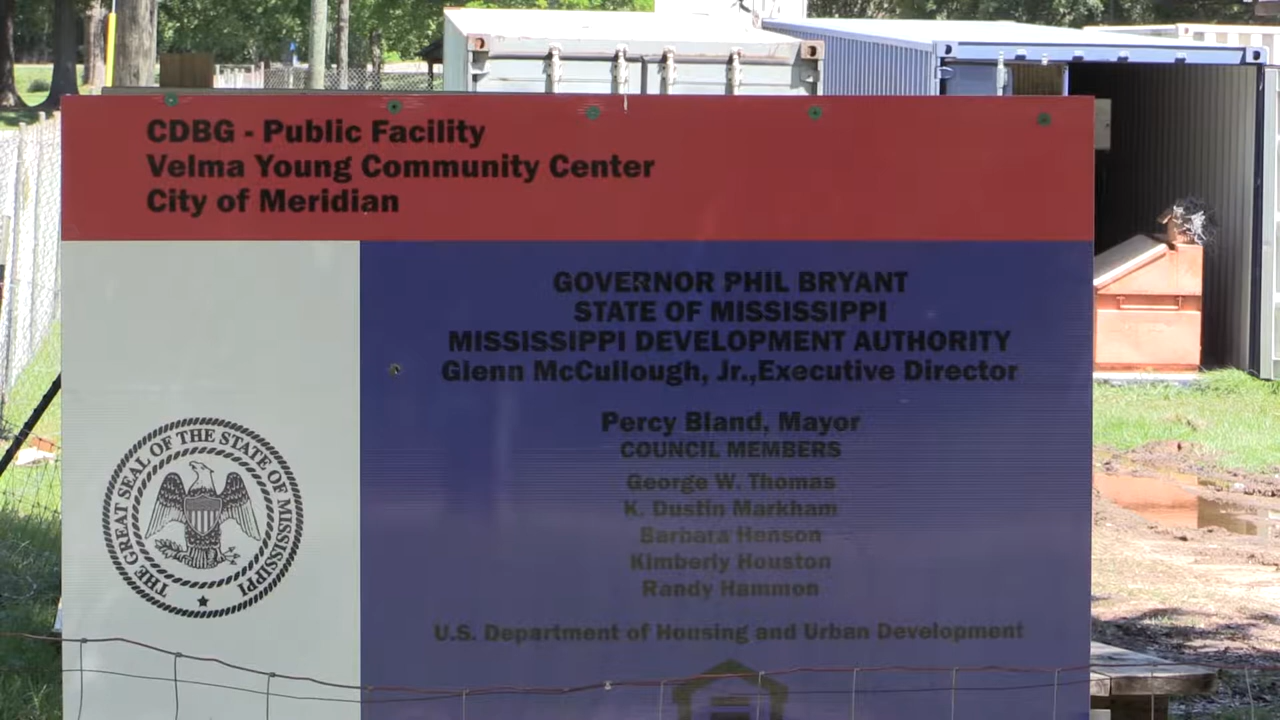 CDBG - Public Facility
Velma Young Community Center
City of Meridian
GOVERNOR PHIL BRYANT
STATE OF MISSISSIPPI
MISSISSIPPI DEVELOPMENT AUTHORITY
Glenn McCullough, Jr.,Executive Director
Percy Bland, Mayor
COUNCIL MEMBERS
George W. Thomas
K. Dustin Markham
Barbara Henson
Kimberly Houston
Randy Hammon
U.S. Department of Housing and Urban Development
THE GREAT SEAL OF THE STATE OF MISSISSIPPI